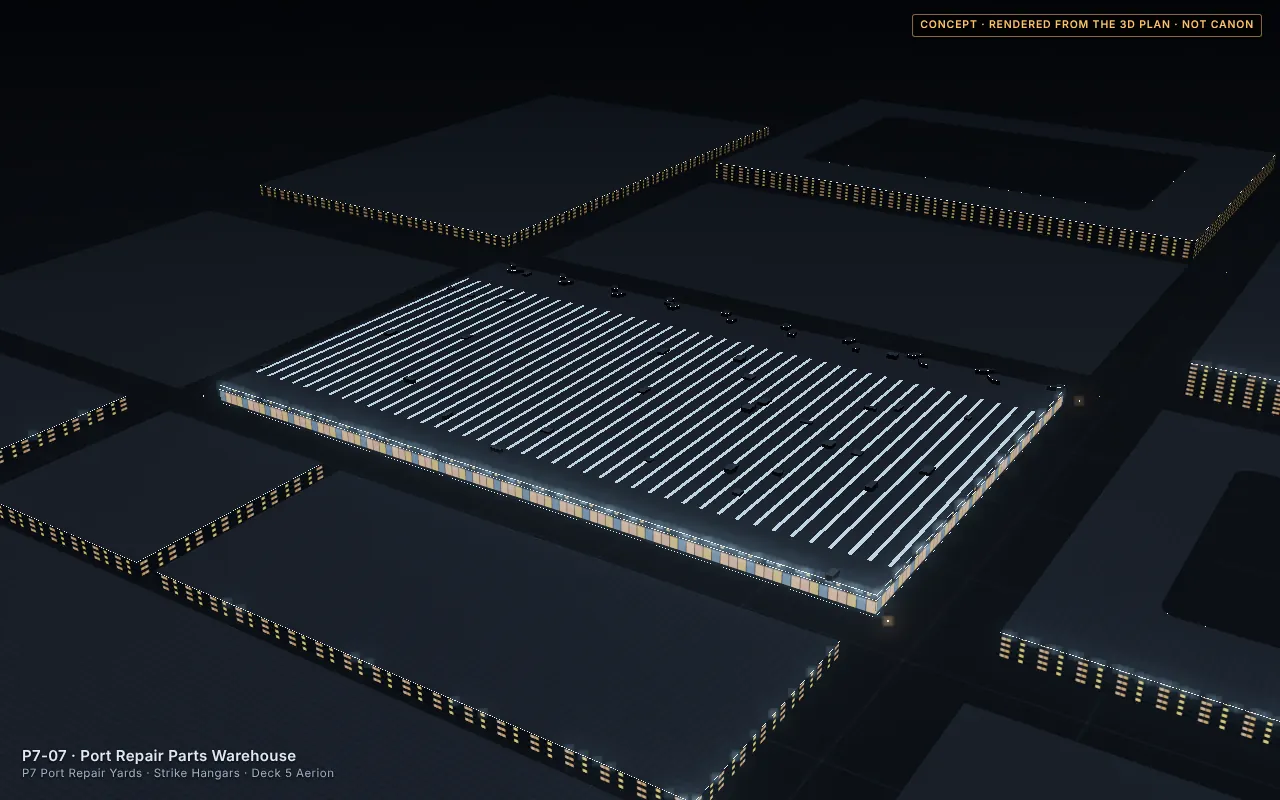 CONCEPT · RENDERED FROM THE 3D PLAN · NOT CANON
P7-07 · Port Repair Parts Warehouse
P7 Port Repair Yards · Strike Hangars · Deck 5 Aerion